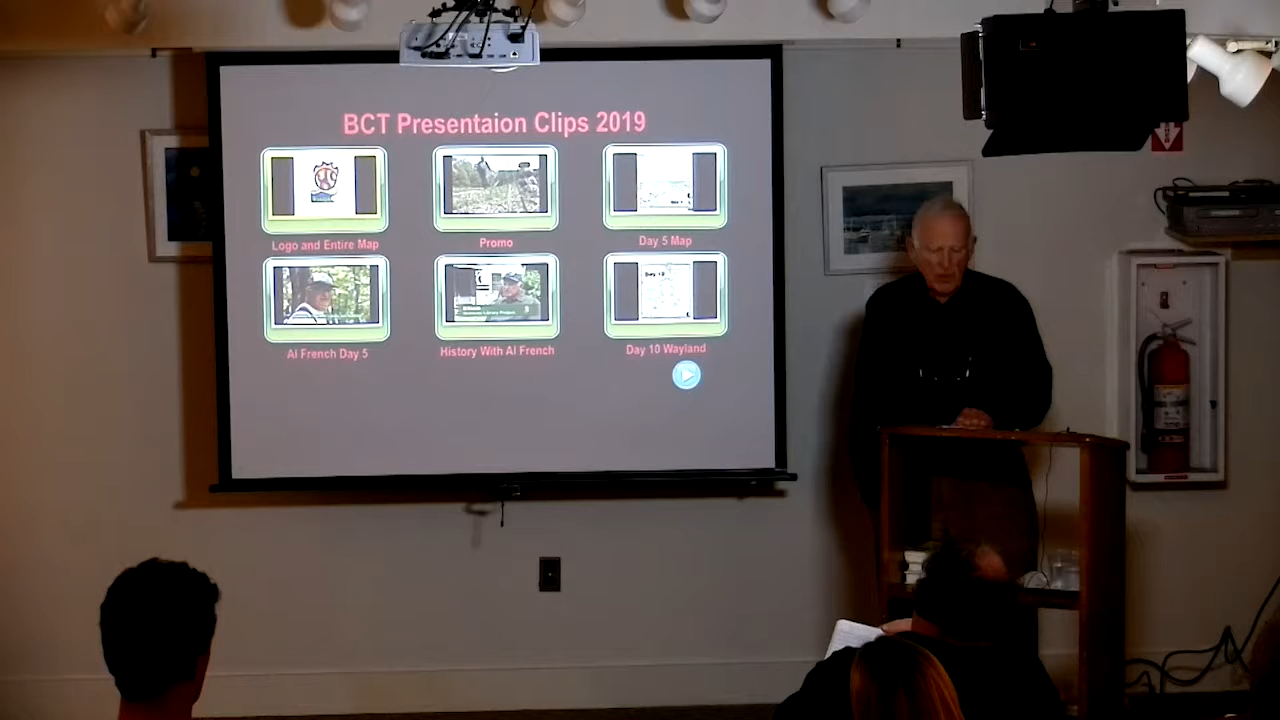 BCT Presentaion Clips 2019
Logo and Entire Map
Promo
Day 5 Map
Al French Day 5
History With Al French
Day 10 Wayland